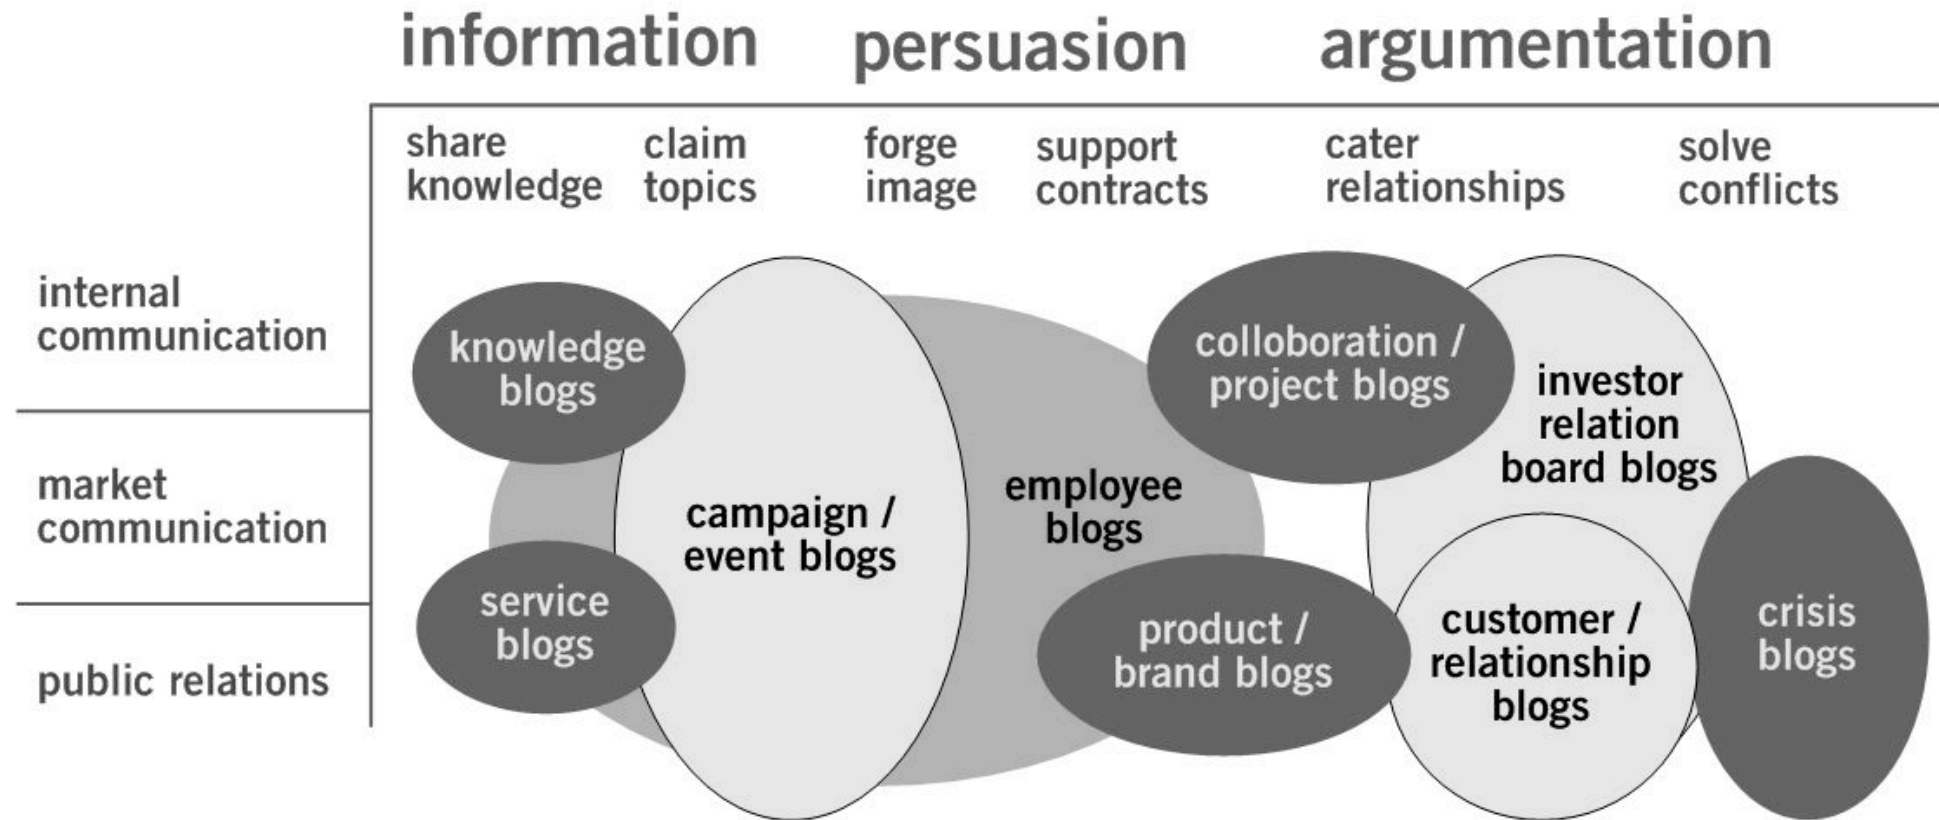 information persuasion argumentation
share knowledge
claim topics
forge image
support contracts
cater relationships
solve conflicts
internal
communication
market
communication
public relations
knowledge
blogs
service
blogs
campaign /
event blogs
employee
blogs
colloboration /
project blogs
product /
brand blogs
investor
relation
board blogs
customer /
relationship
blogs
crisis
blogs